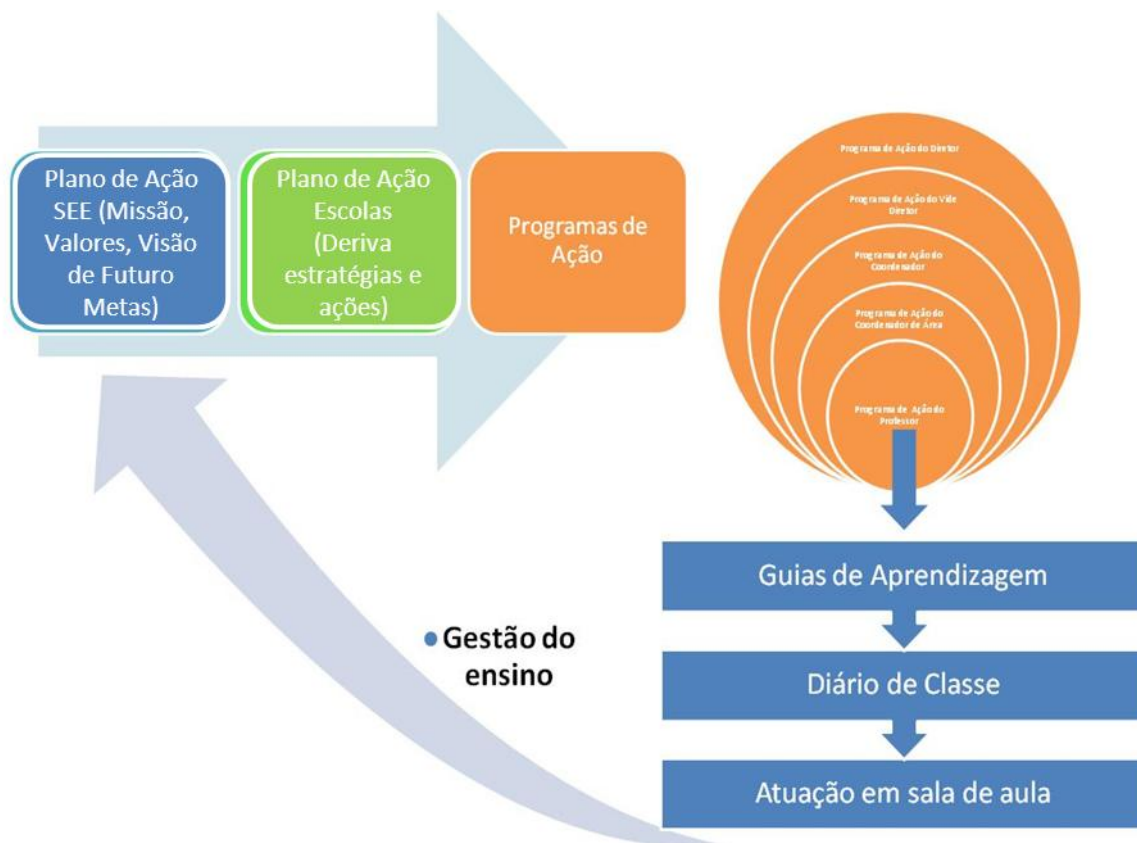 Plano de Ação
SEE (Missão,
Valores, Visão
de Futuro
Metas)
Plano de Ação
Escolas
(Deriva
estratégias e
ações)
Programas de
Ação
Programa de Ação do Diretor
Programa de Ação do Vide
Diretor
Programa de Ação do
Coordenador
Programa de Ação do
Coordenador de Área
Programa de Ação do
Professor
Guias de Aprendizagem
Diário de Classe
Atuação em sala de aula
• Gestão do
ensino